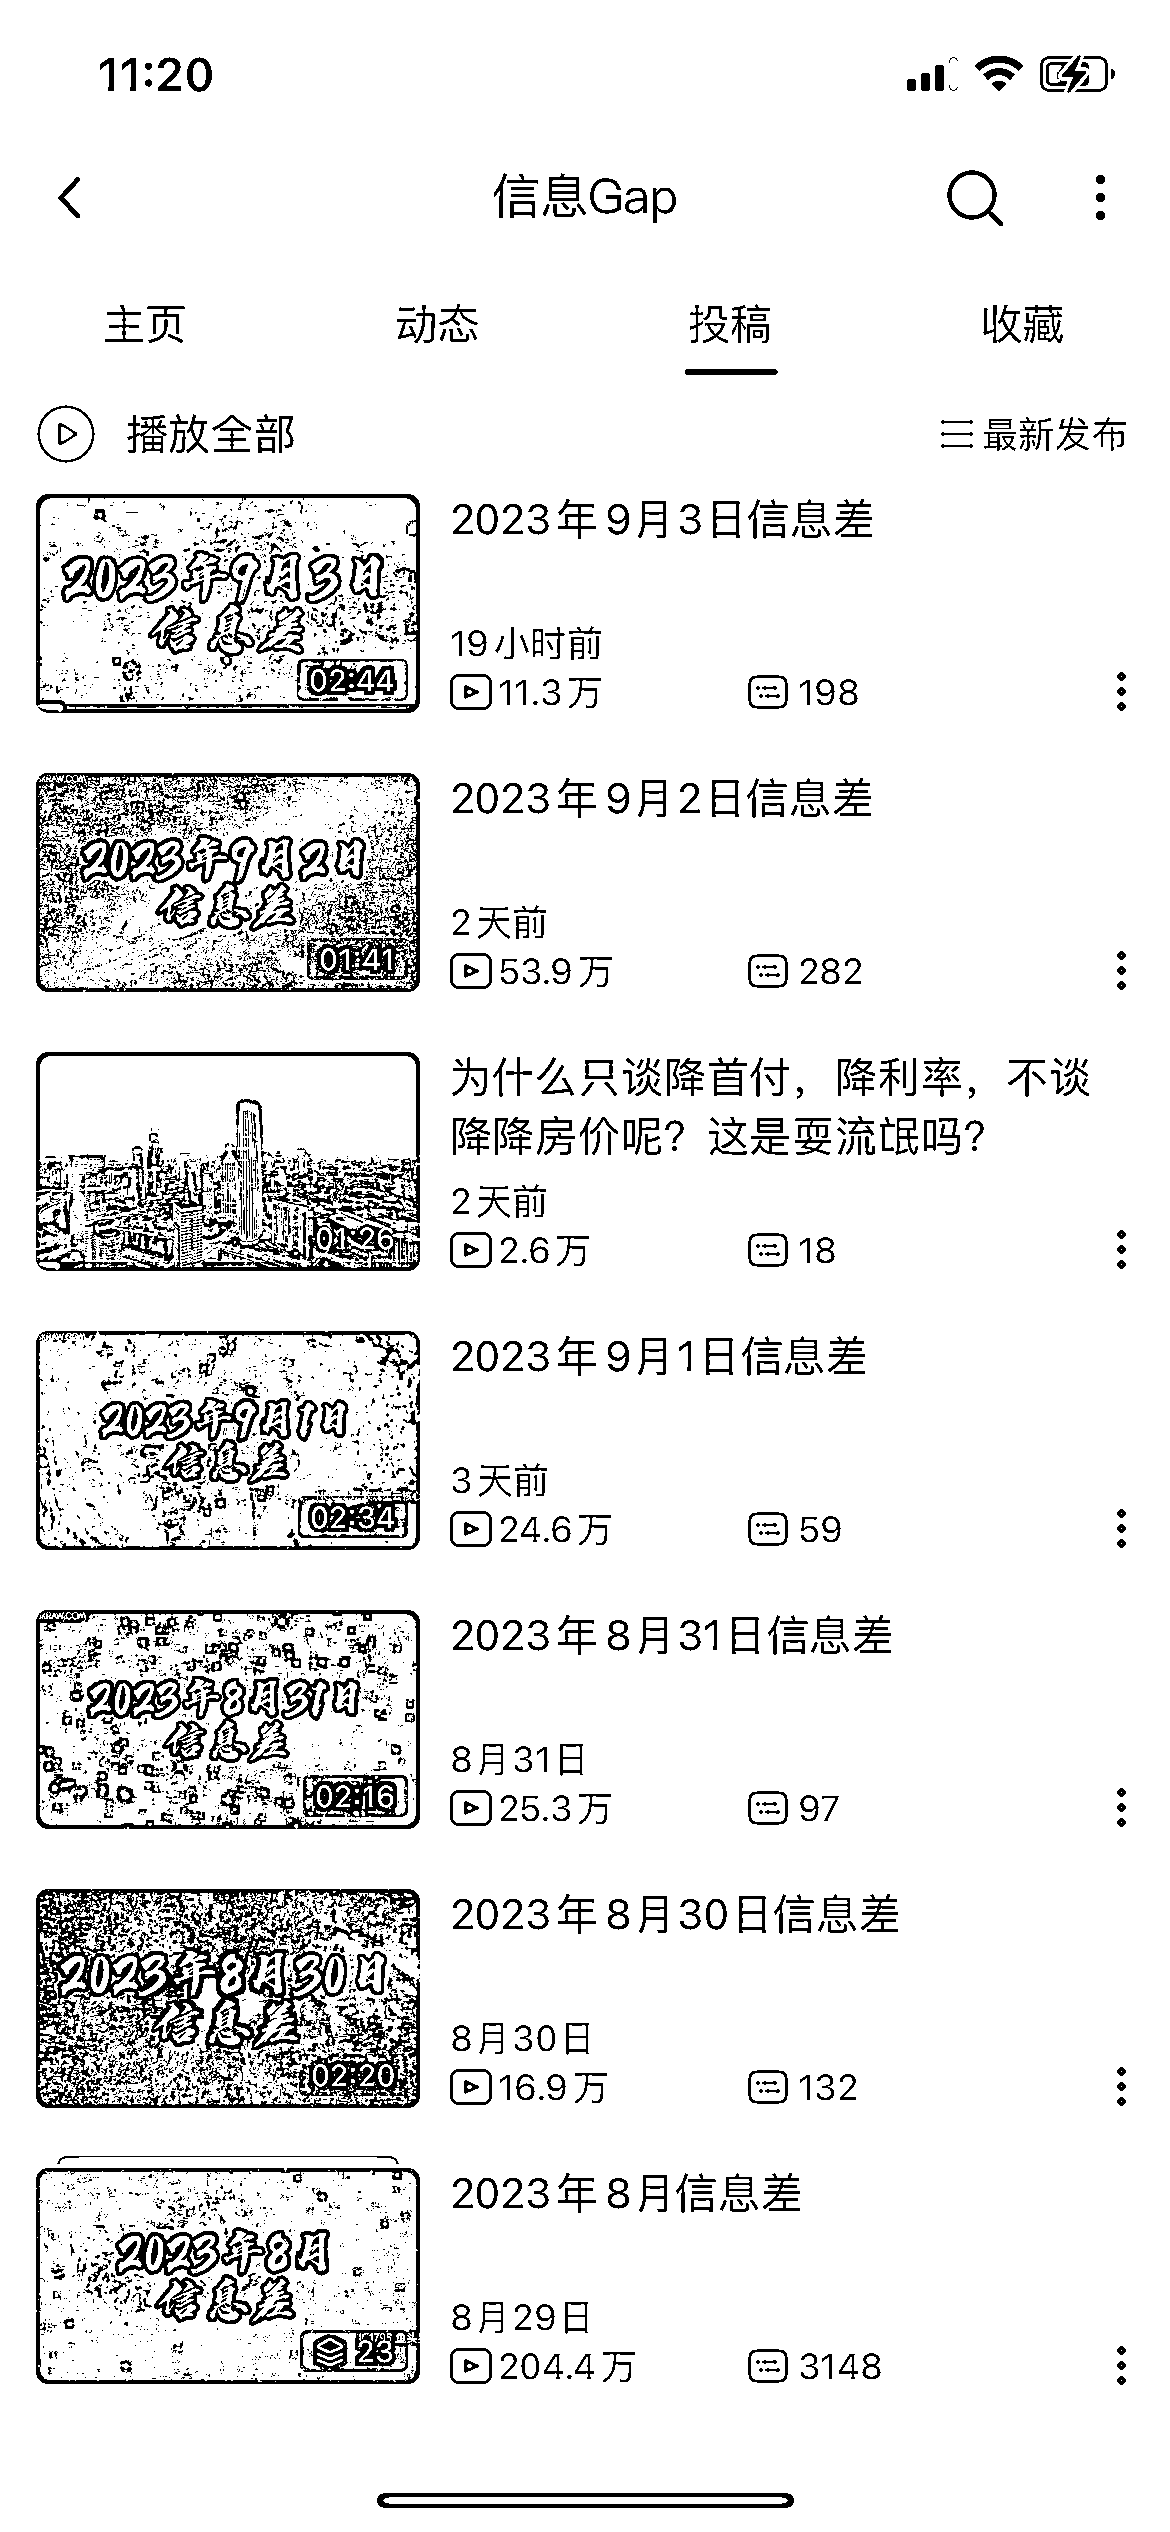 11:20
信息Gap
主页 动态 投稿 收藏
播放全部 最新发布
2023年9月3日
信息差
02:44
2023年9月3日信息差
19小时前
11.3万 198
2023年9月2日
信息差
01:41
2023年9月2日信息差
2天前
53.9万 282
01:26
为什么只谈降首付，降利率，不谈
降降房价呢？这是耍流氓吗？
2天前
2.6万 18
2023年9月1日
信息差
02:34
2023年9月1日信息差
3天前
24.6万 59
2023年8月31日
信息差
02:16
2023年8月31日信息差
8月31日
25.3万 97
2023年8月30日
信息差
02:20
2023年8月30日信息差
8月30日
16.9万 132
2023年8月
信息差
23
2023年8月信息差
8月29日
204.4万 3148